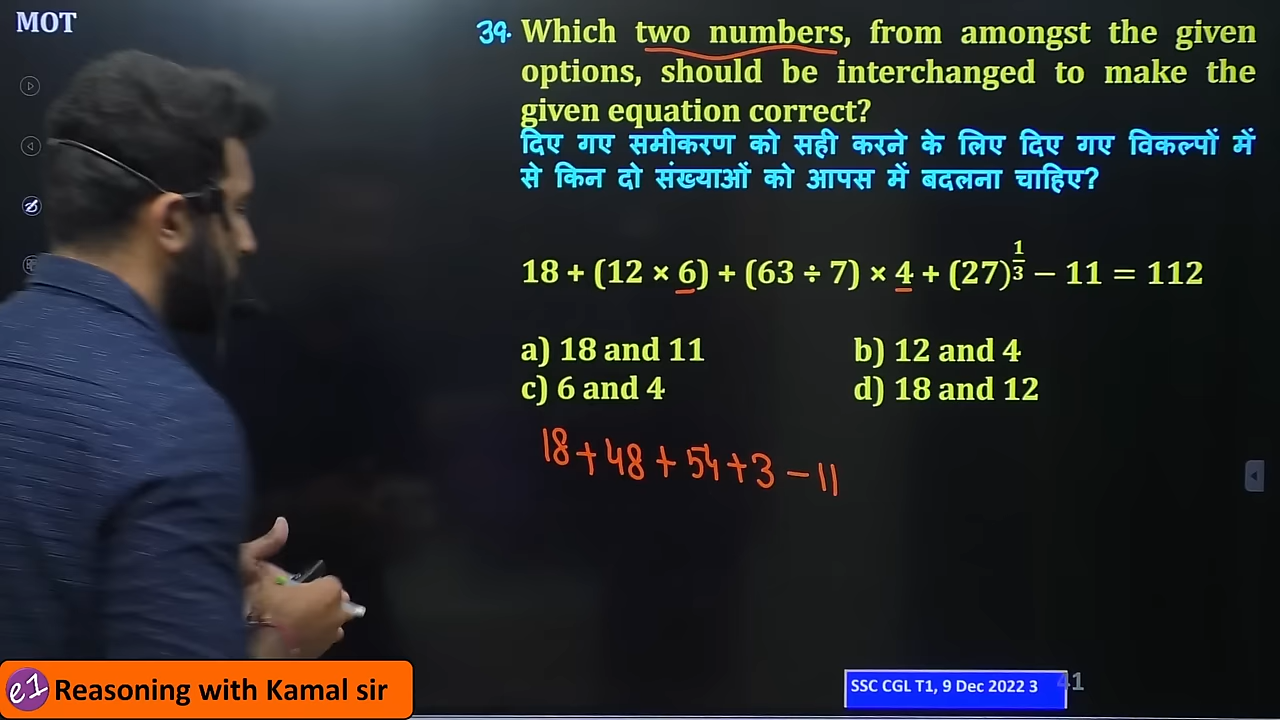 MOT
39. Which two numbers, from amongst the given
options, should be interchanged to make the
given equation correct?
दिए गए समीकरण को सही करने के लिए दिए गए विकल्पों में
से किन दो संख्याओं को आपस में बदलना चाहिए?
18 + (12 × 6) + (63 ÷ 7) × 4 + (27)^{1/3} − 11 = 112
a) 18 and 11 b) 12 and 4
c) 6 and 4 d) 18 and 12
18 + 48 + 54 + 3 − 11
e1 Reasoning with Kamal sir
SSC CGL T1, 9 Dec 2022 3 41